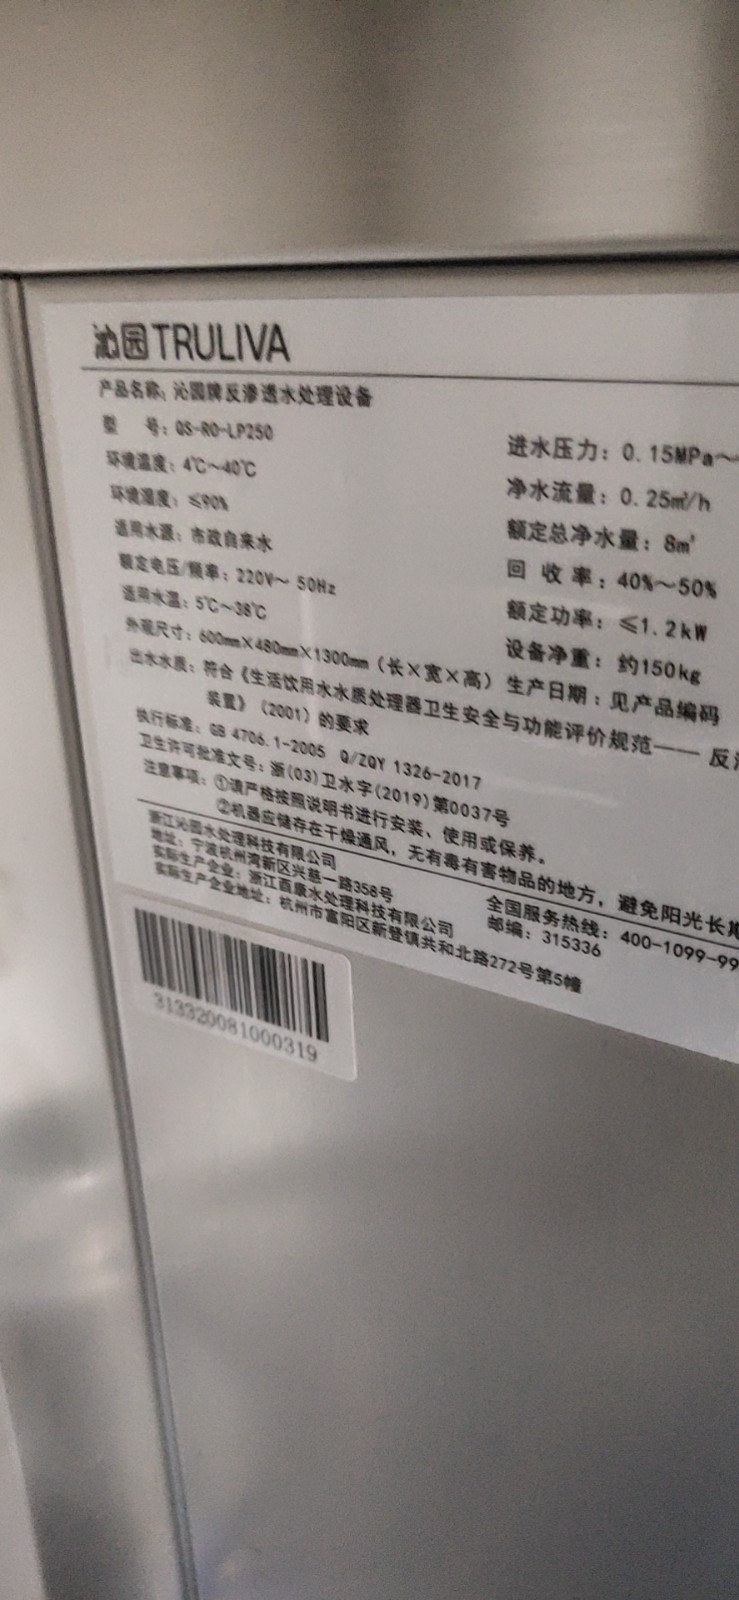 沁园TRULIVA
产品名称：沁园牌反渗透水处理设备
型 号：QS-RO-LP250
环境温度：4℃～40℃
环境湿度：≤90%
适用水源：市政自来水
额定电压/频率：220V～ 50Hz
适用水温：5℃～38℃
外观尺寸：600mm×480mm×1300mm（长×宽×高）
进水压力：0.15MPa～
净水流量：0.25m³/h
额定总净水量：8m³
回 收 率：40%～50%
额定功率：≤1.2kW
设备净重：约150kg
生产日期：见产品编码
出水水质：符合《生活饮用水水质处理器卫生安全与功能评价规范—— 反
装置》（2001）的要求
执行标准：GB 4706.1-2005 Q/ZQY 1326-2017
卫生许可批准文号：浙(03)卫水字(2019)第0037号
注意事项：①请严格按照说明书进行安装、使用或保养。
②机器应储存在干燥通风，无有毒有害物品的地方，避免阳光长期
浙江沁园水处理科技有限公司
地址：宁波杭州湾新区兴慈一路358号
实际生产企业：浙江酉康水处理科技有限公司
实际生产企业地址：杭州市富阳区新登镇共和北路272号第5幢
全国服务热线：400-1099-99
邮编：315336
313320081000319